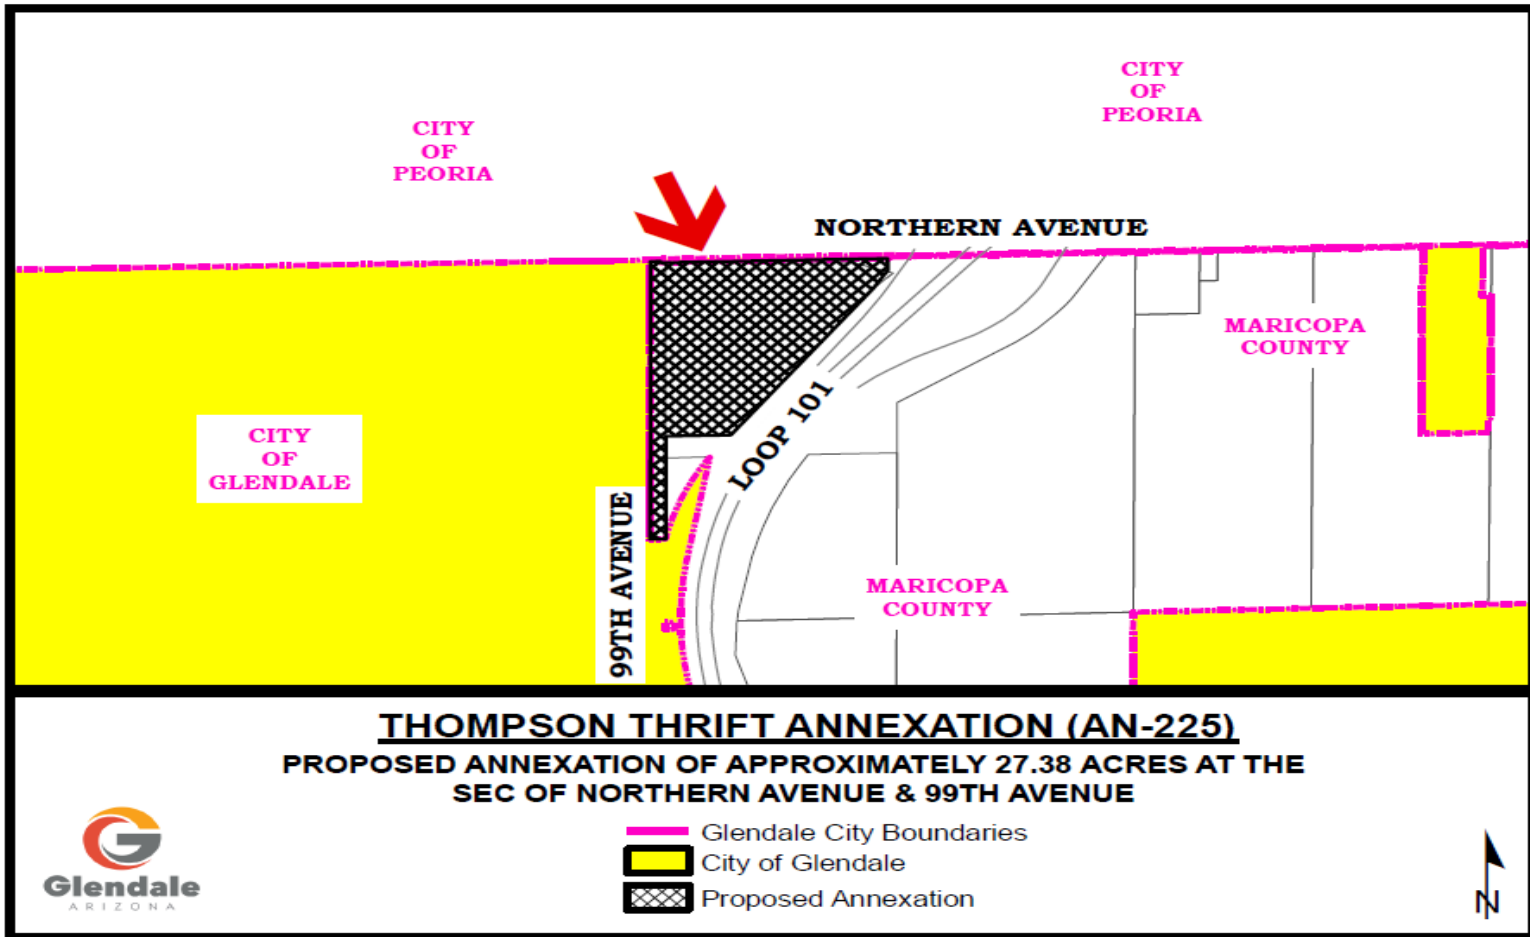 CITY
OF
PEORIA
CITY
OF
PEORIA
NORTHERN AVENUE
MARICOPA
COUNTY
LOOP 101
CITY
OF
GLENDALE
99TH AVENUE
MARICOPA
COUNTY
THOMPSON THRIFT ANNEXATION (AN-225)
PROPOSED ANNEXATION OF APPROXIMATELY 27.38 ACRES AT THE
SEC OF NORTHERN AVENUE & 99TH AVENUE
Glendale City Boundaries
City of Glendale
Proposed Annexation
G
Glendale
ARIZONA
N